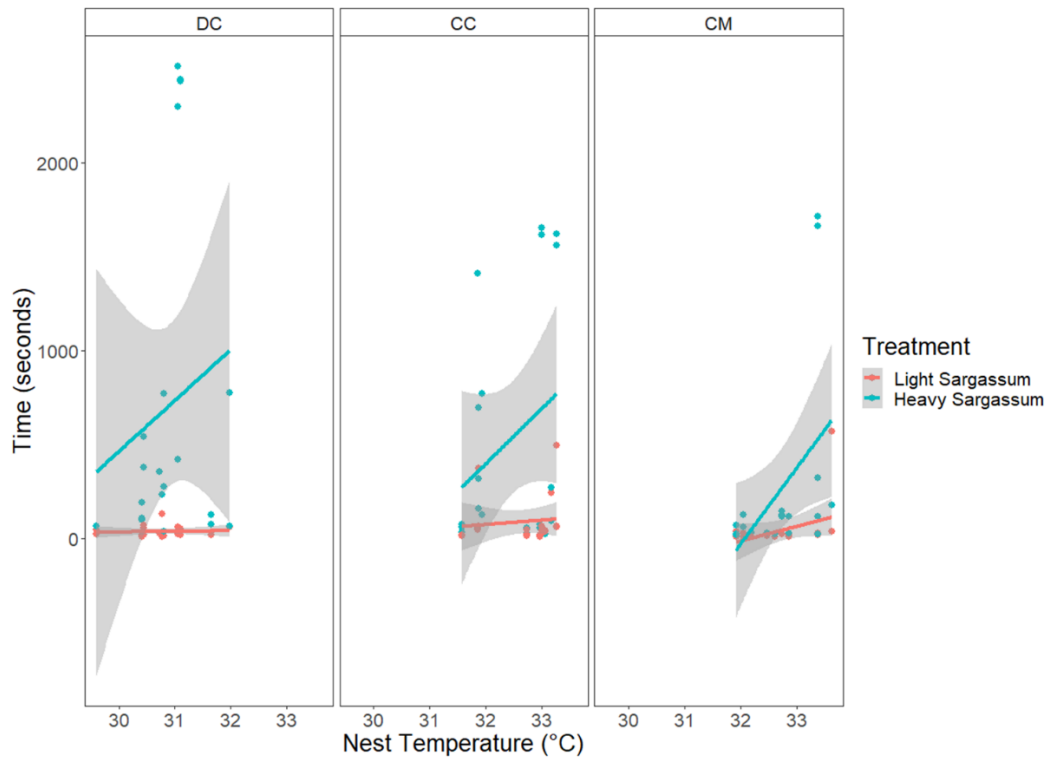 DC CC CM
2000
1000
0
Time (seconds)
30 31 32 33 30 31 32 33 30 31 32 33
Nest Temperature (°C)
Treatment
Light Sargassum
Heavy Sargassum